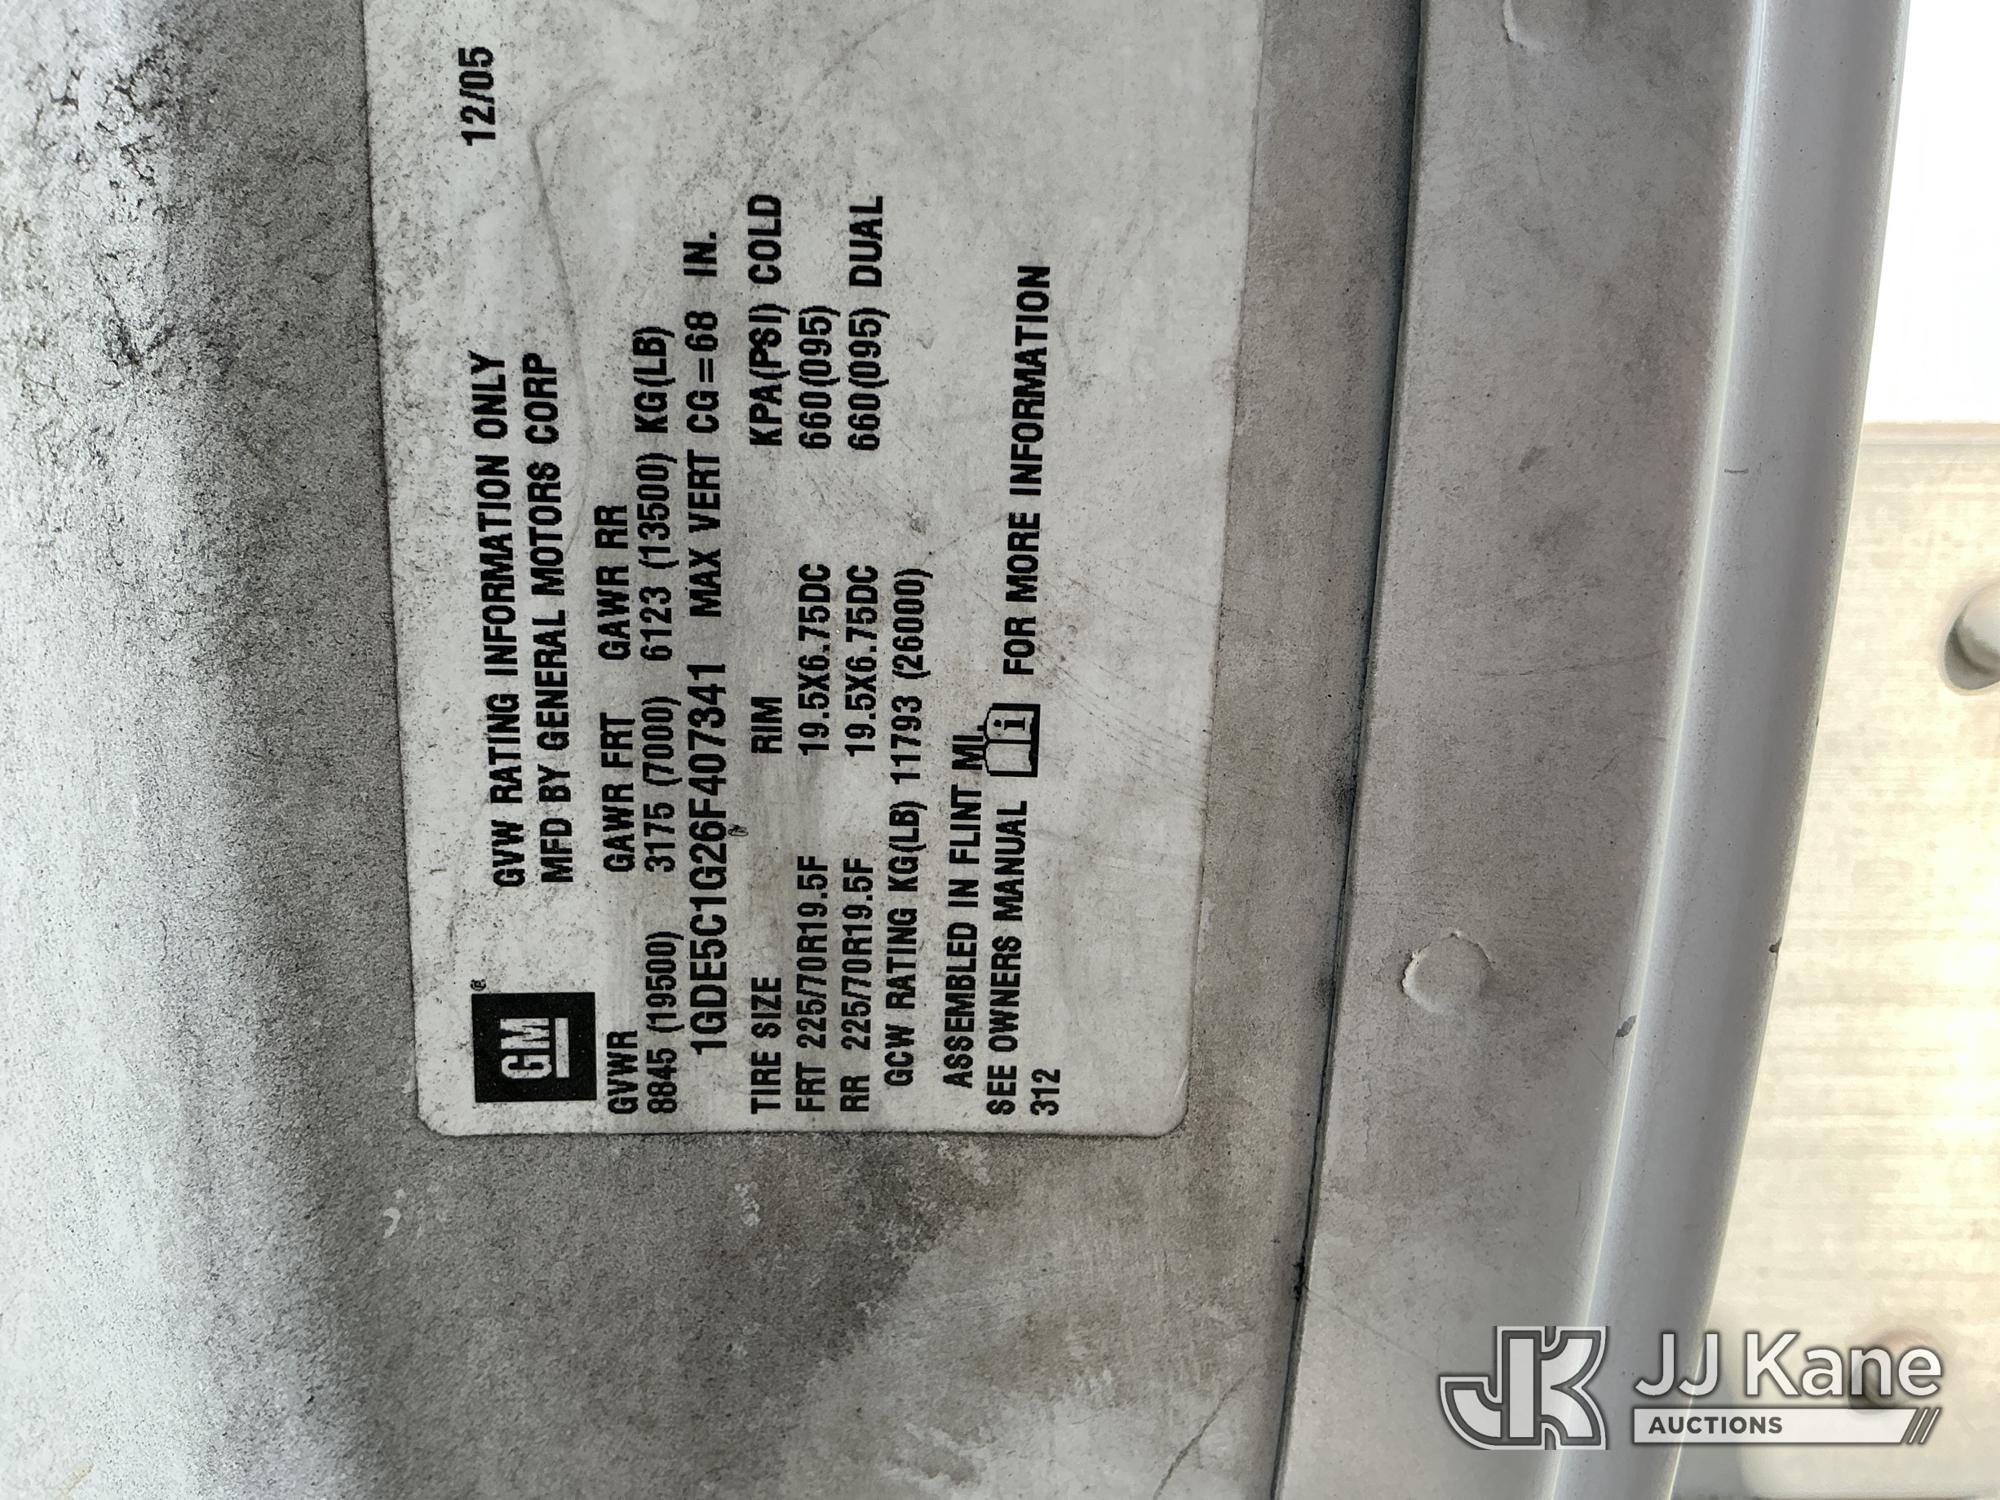 GM®
GVW RATING INFORMATION ONLY 12/05
MFD BY GENERAL MOTORS CORP
GVWR GAWR FRT GAWR RR
8845 (19500) 3175 (7000) 6123 (13500) KG(LB)
1GDE5C1G26F407341 MAX VERT CG=68 IN.
TIRE SIZE RIM KPA(PSI) COLD
FRT 225/70R19.5F 19.5X6.75DC 660(095)
RR 225/70R19.5F 19.5X6.75DC 660(095) DUAL
GCW RATING KG(LB) 11793 (26000)
ASSEMBLED IN FLINT MI.
SEE OWNERS MANUAL i FOR MORE INFORMATION
312
JK JJ Kane
AUCTIONS